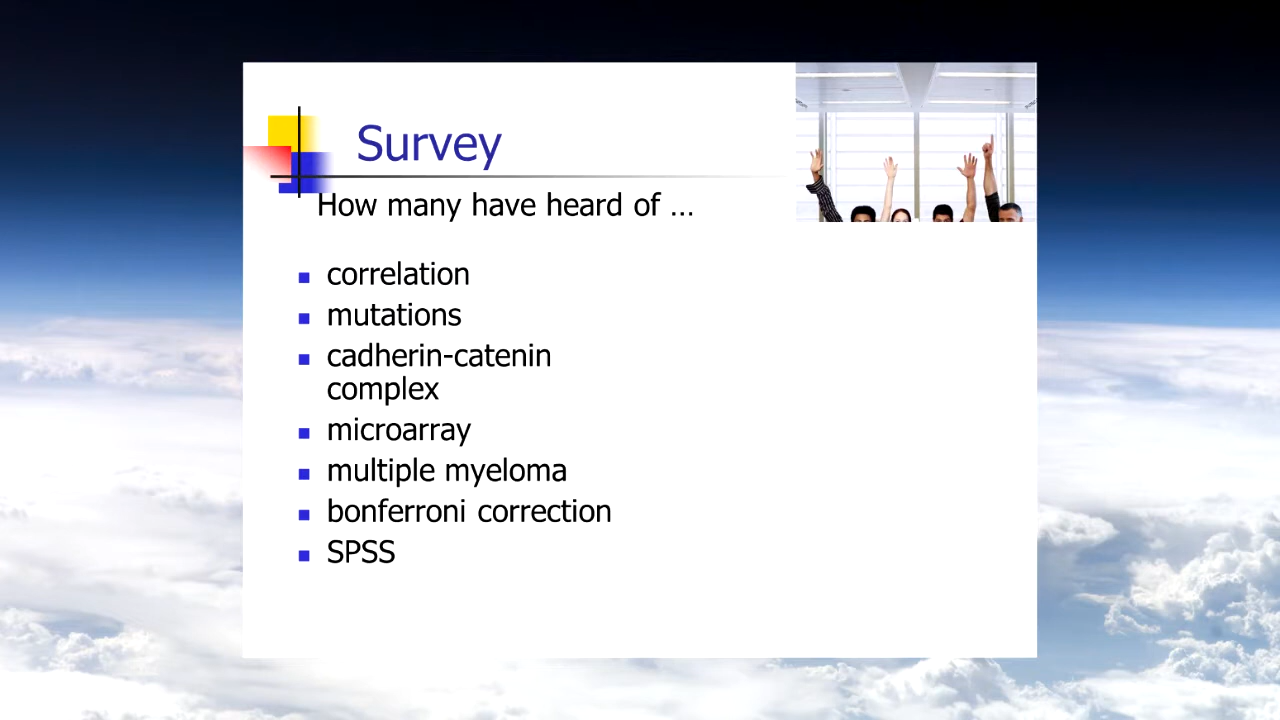 Survey
How many have heard of …
correlation
mutations
cadherin-catenin
complex
microarray
multiple myeloma
bonferroni correction
SPSS